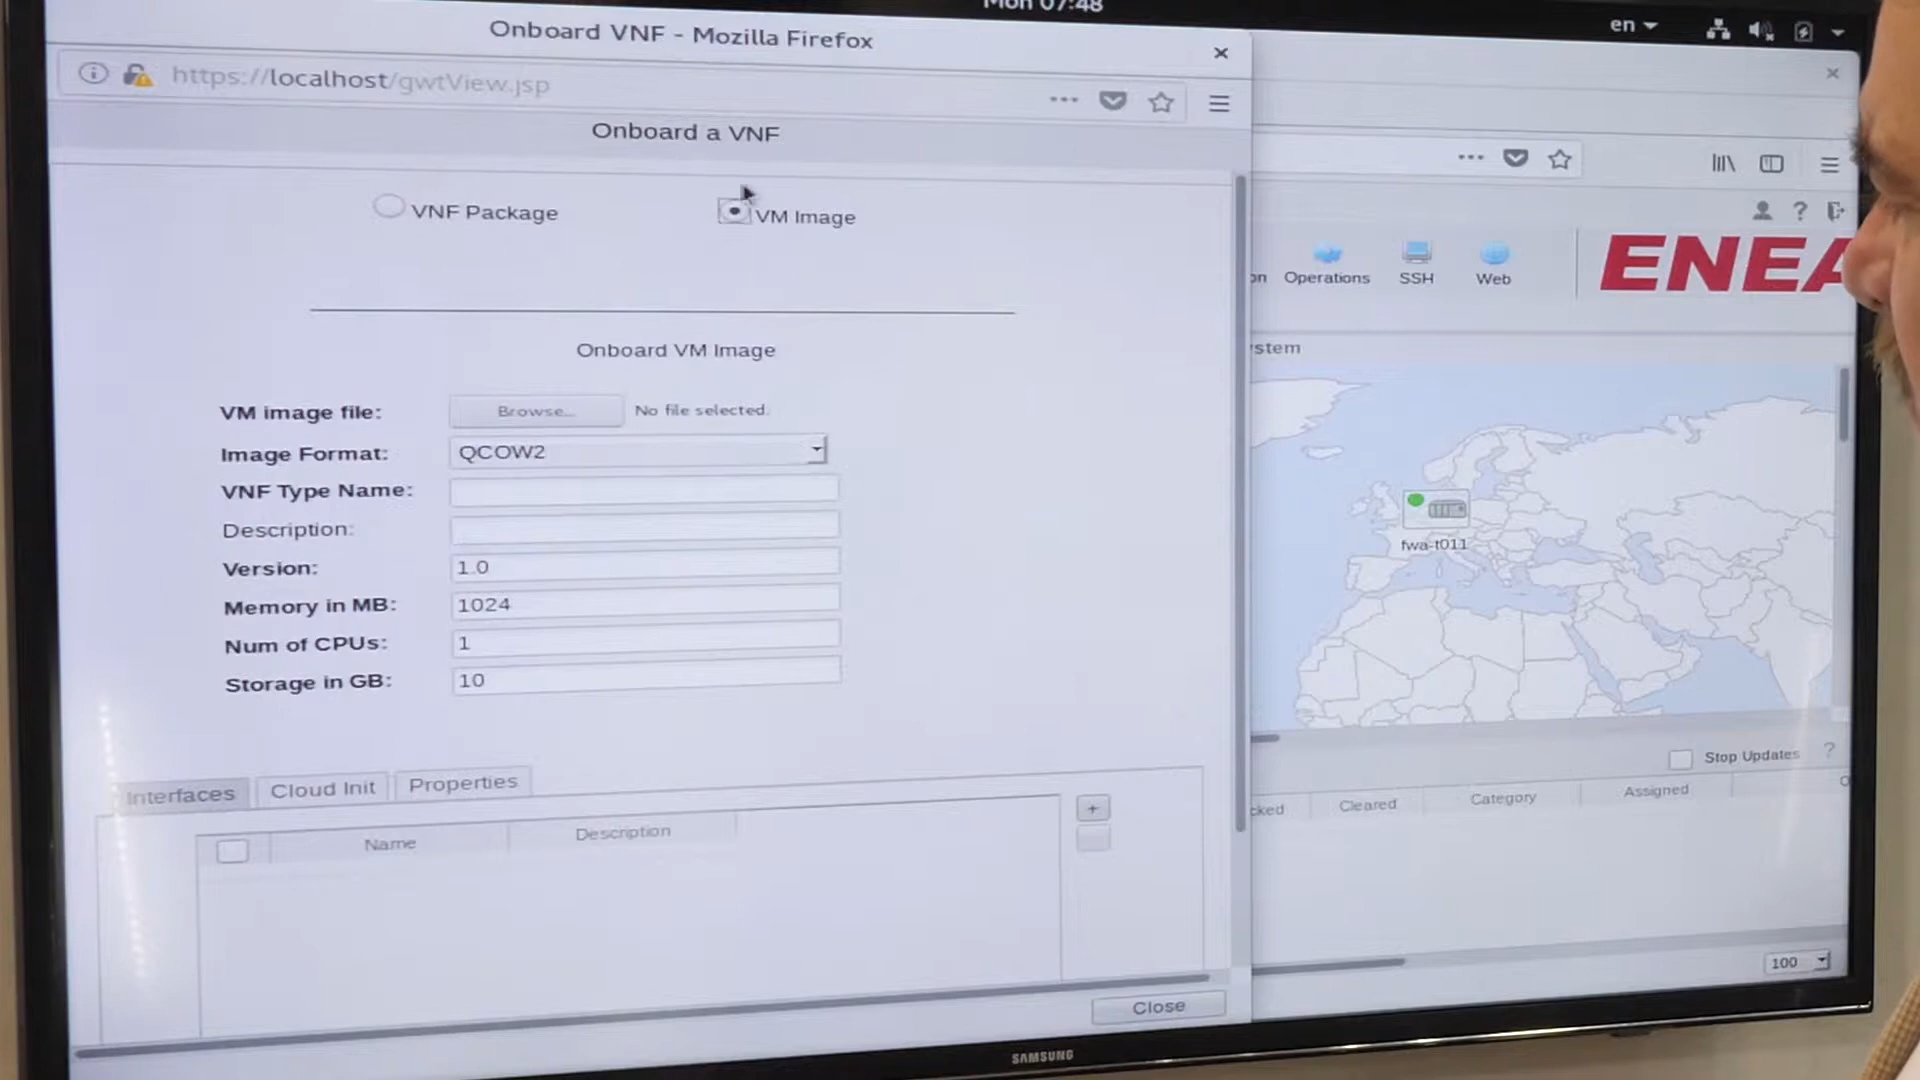 Mon 07:48
en
Onboard VNF - Mozilla Firefox
https://localhost/gwtView.jsp
Onboard a VNF
VNF Package
VM Image
Operations
SSH
Web
ENEA
Onboard VM Image
VM image file:
Browse...
No file selected.
Image Format:
QCOW2
VNF Type Name:
Description:
Version:
1.0
Memory in MB:
1024
Num of CPUs:
1
Storage in GB:
10
fwa-t011
Stop Updates
?
Interfaces
Cloud Init
Properties
Name
Description
+
Cleared
Category
Assigned
100
Close
SAMSUNG